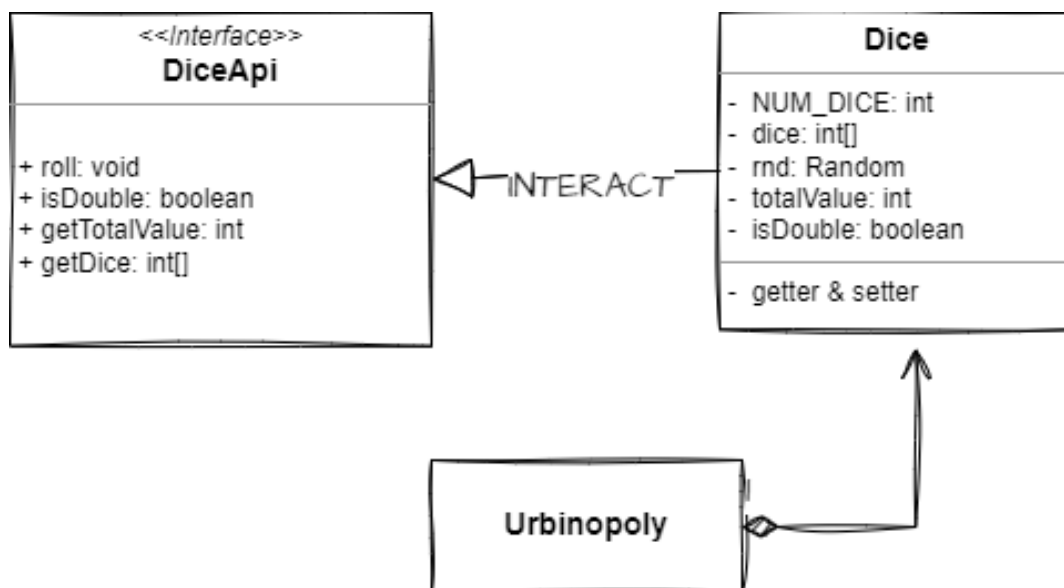 <<Interface>>
DiceApi
+ roll: void
+ isDouble: boolean
+ getTotalValue: int
+ getDice: int[]
INTERACT
Dice
- NUM_DICE: int
- dice: int[]
- rnd: Random
- totalValue: int
- isDouble: boolean
- getter & setter
Urbinopoly